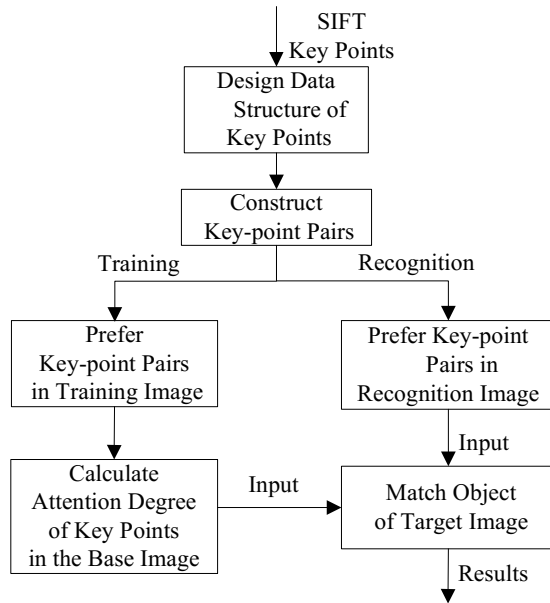 SIFT
Key Points
Design Data
Structure of
Key Points
Construct
Key-point Pairs
Training
Recognition
Prefer
Key-point Pairs
in Training Image
Prefer Key-point
Pairs in
Recognition Image
Input
Calculate
Attention Degree
of Key Points
in the Base Image
Input
Match Object
of Target Image
Results